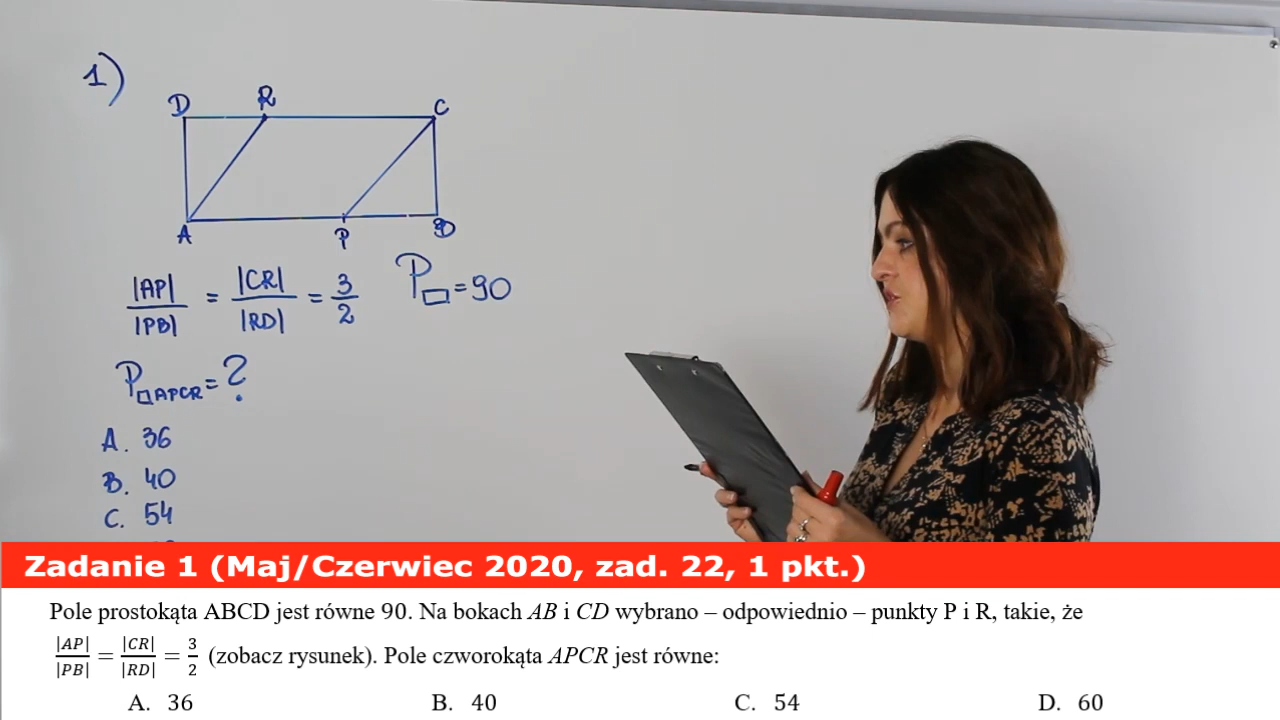 1)
D R C
A P B
|AP| / |PB| = |CR| / |RD| = 3/2 P□ = 90
P□APCR = ?
A. 36
B. 40
C. 54
Zadanie 1 (Maj/Czerwiec 2020, zad. 22, 1 pkt.)
Pole prostokąta ABCD jest równe 90. Na bokach AB i CD wybrano – odpowiednio – punkty P i R, takie, że
|AP| / |PB| = |CR| / |RD| = 3/2 (zobacz rysunek). Pole czworokąta APCR jest równe:
A. 36 B. 40 C. 54 D. 60